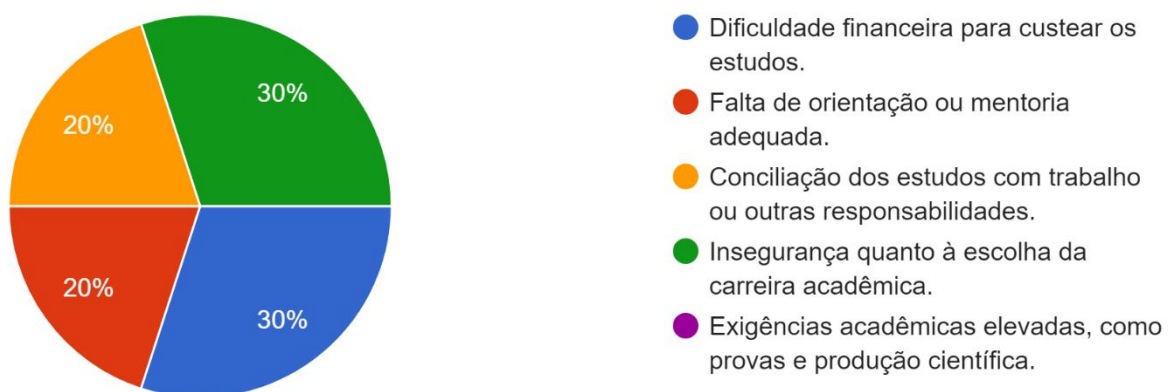 30%
20%
20%
30%
Dificuldade financeira para custear os
estudos.
Falta de orientação ou mentoria
adequada.
Conciliação dos estudos com trabalho
ou outras responsabilidades.
Insegurança quanto à escolha da
carreira acadêmica.
Exigências acadêmicas elevadas, como
provas e produção científica.